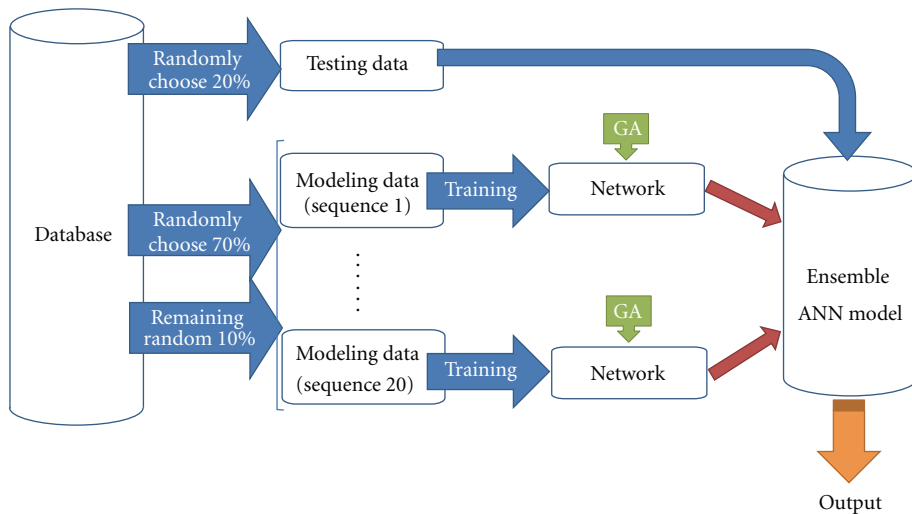 Database
Randomly
choose 20%
Testing data
Randomly
choose 70%
Remaining
random 10%
Modeling data
(sequence 1)
Training
GA
Network
. . . . . .
Modeling data
(sequence 20)
Training
GA
Network
Ensemble
ANN model
Output